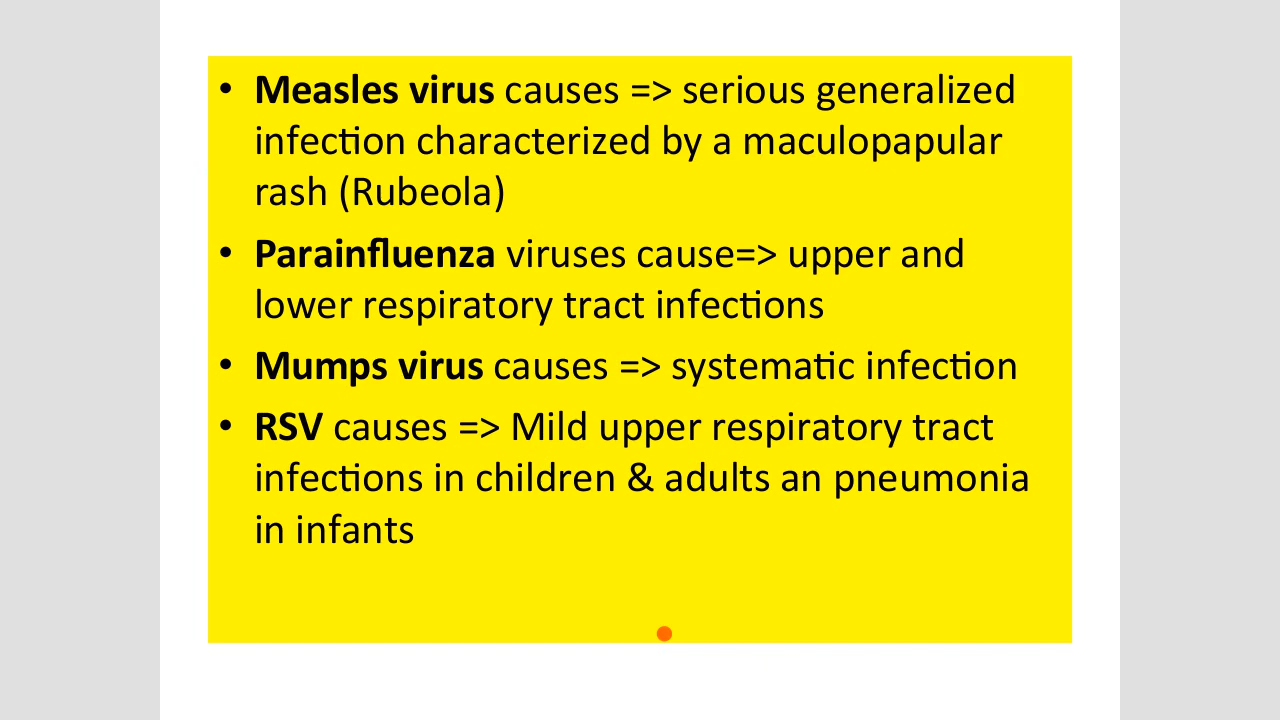 • Measles virus causes => serious generalized
infection characterized by a maculopapular
rash (Rubeola)
• Parainfluenza viruses cause=> upper and
lower respiratory tract infections
• Mumps virus causes => systematic infection
• RSV causes => Mild upper respiratory tract
infections in children & adults an pneumonia
in infants